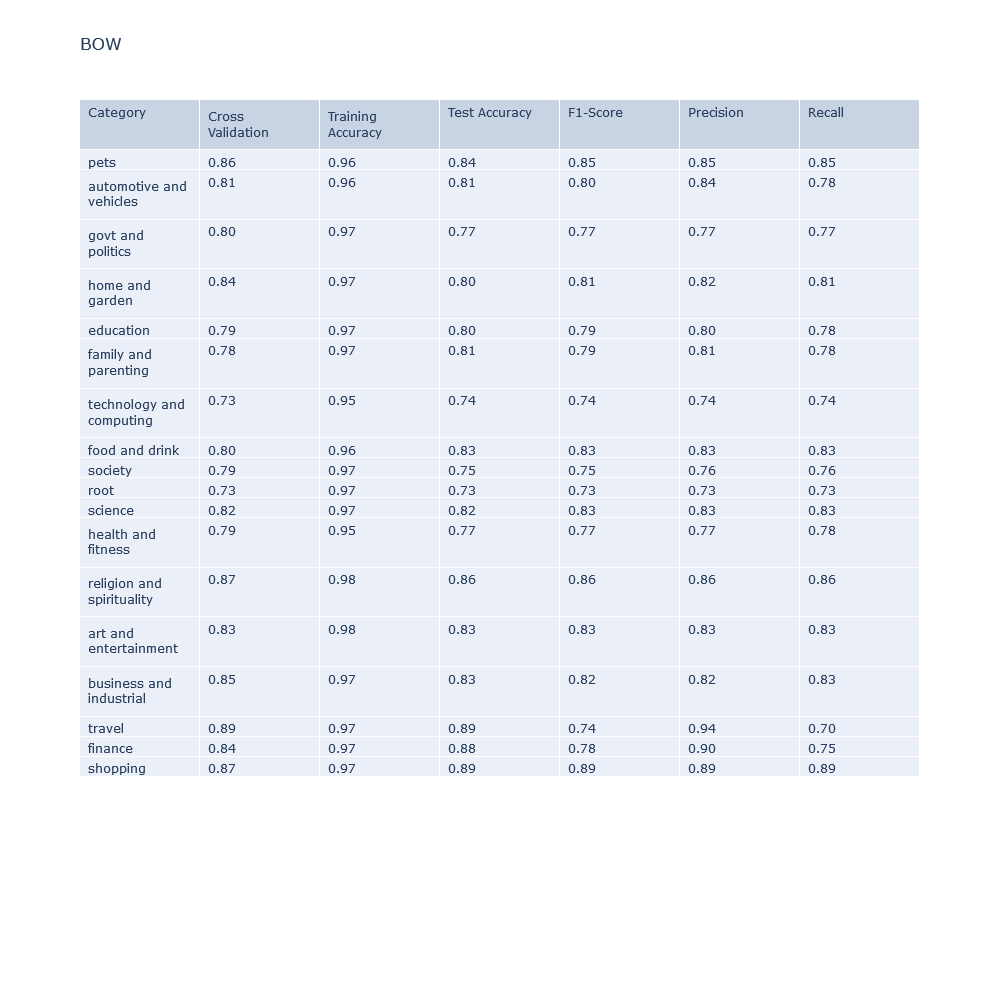 BOW
Category Cross Validation Training Accuracy Test Accuracy F1-Score Precision Recall
pets 0.86 0.96 0.84 0.85 0.85 0.85
automotive and vehicles 0.81 0.96 0.81 0.80 0.84 0.78
govt and politics 0.80 0.97 0.77 0.77 0.77 0.77
home and garden 0.84 0.97 0.80 0.81 0.82 0.81
education 0.79 0.97 0.80 0.79 0.80 0.78
family and parenting 0.78 0.97 0.81 0.79 0.81 0.78
technology and computing 0.73 0.95 0.74 0.74 0.74 0.74
food and drink 0.80 0.96 0.83 0.83 0.83 0.83
society 0.79 0.97 0.75 0.75 0.76 0.76
root 0.73 0.97 0.73 0.73 0.73 0.73
science 0.82 0.97 0.82 0.83 0.83 0.83
health and fitness 0.79 0.95 0.77 0.77 0.77 0.78
religion and spirituality 0.87 0.98 0.86 0.86 0.86 0.86
art and entertainment 0.83 0.98 0.83 0.83 0.83 0.83
business and industrial 0.85 0.97 0.83 0.82 0.82 0.83
travel 0.89 0.97 0.89 0.74 0.94 0.70
finance 0.84 0.97 0.88 0.78 0.90 0.75
shopping 0.87 0.97 0.89 0.89 0.89 0.89